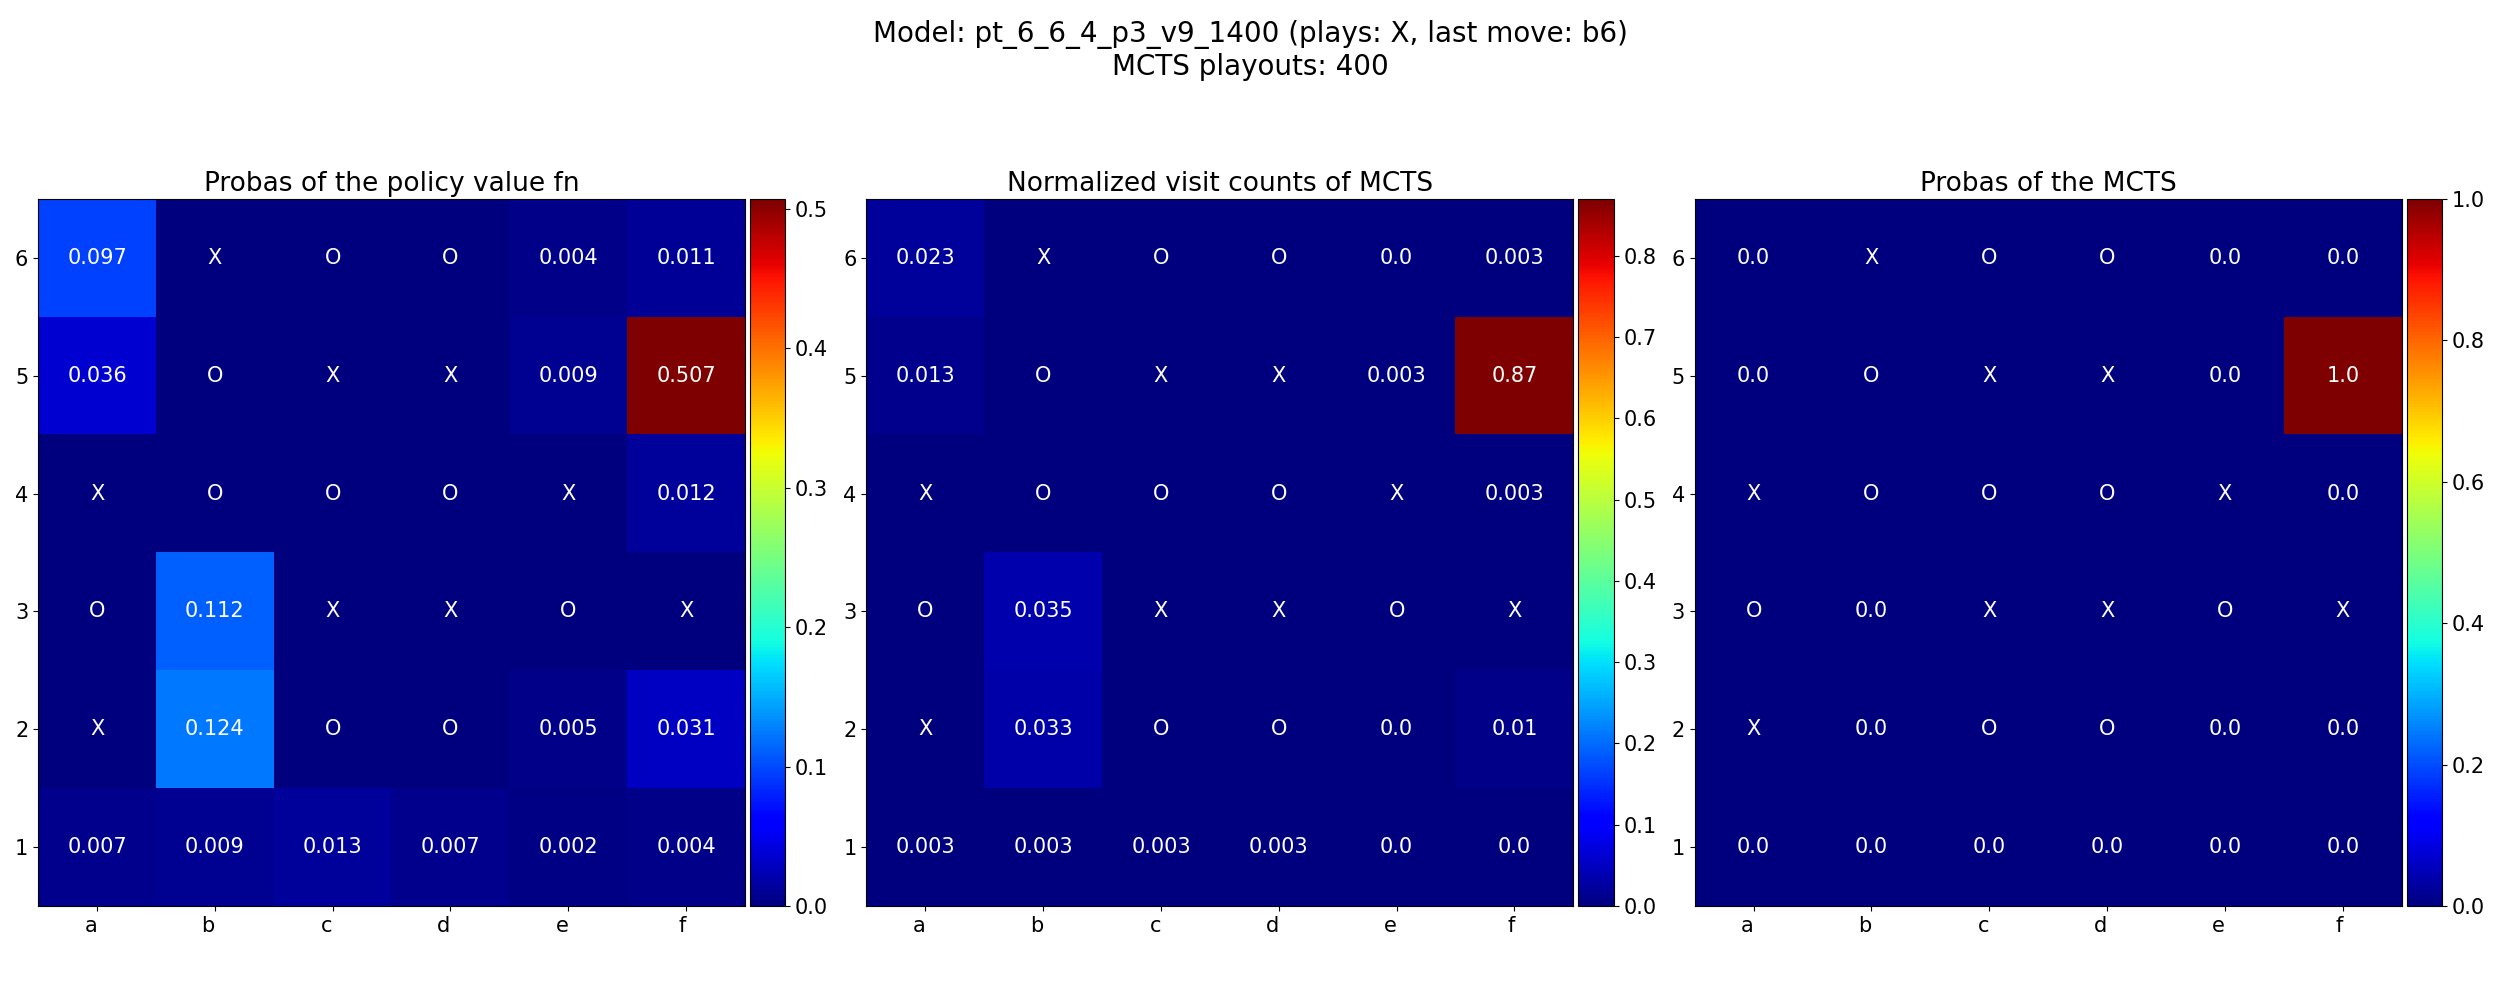 Model: pt_6_6_4_p3_v9_1400 (plays: X, last move: b6)
MCTS playouts: 400
Probas of the policy value fn
6 0.097 X O O 0.004 0.011
5 0.036 O X X 0.009 0.507
4 X O O O X 0.012
3 O 0.112 X X O X
2 X 0.124 O O 0.005 0.031
1 0.007 0.009 0.013 0.007 0.002 0.004
a b c d e f
0.5
0.4
0.3
0.2
0.1
0.0
Normalized visit counts of MCTS
6 0.023 X O O 0.0 0.003
5 0.013 O X X 0.003 0.87
4 X O O O X 0.003
3 O 0.035 X X O X
2 X 0.033 O O 0.0 0.01
1 0.003 0.003 0.003 0.003 0.0 0.0
a b c d e f
0.8
0.7
0.6
0.5
0.4
0.3
0.2
0.1
0.0
Probas of the MCTS
6 0.0 X O O 0.0 0.0
5 0.0 O X X 0.0 1.0
4 X O O O X 0.0
3 O 0.0 X X O X
2 X 0.0 O O 0.0 0.0
1 0.0 0.0 0.0 0.0 0.0 0.0
a b c d e f
1.0
0.8
0.6
0.4
0.2
0.0